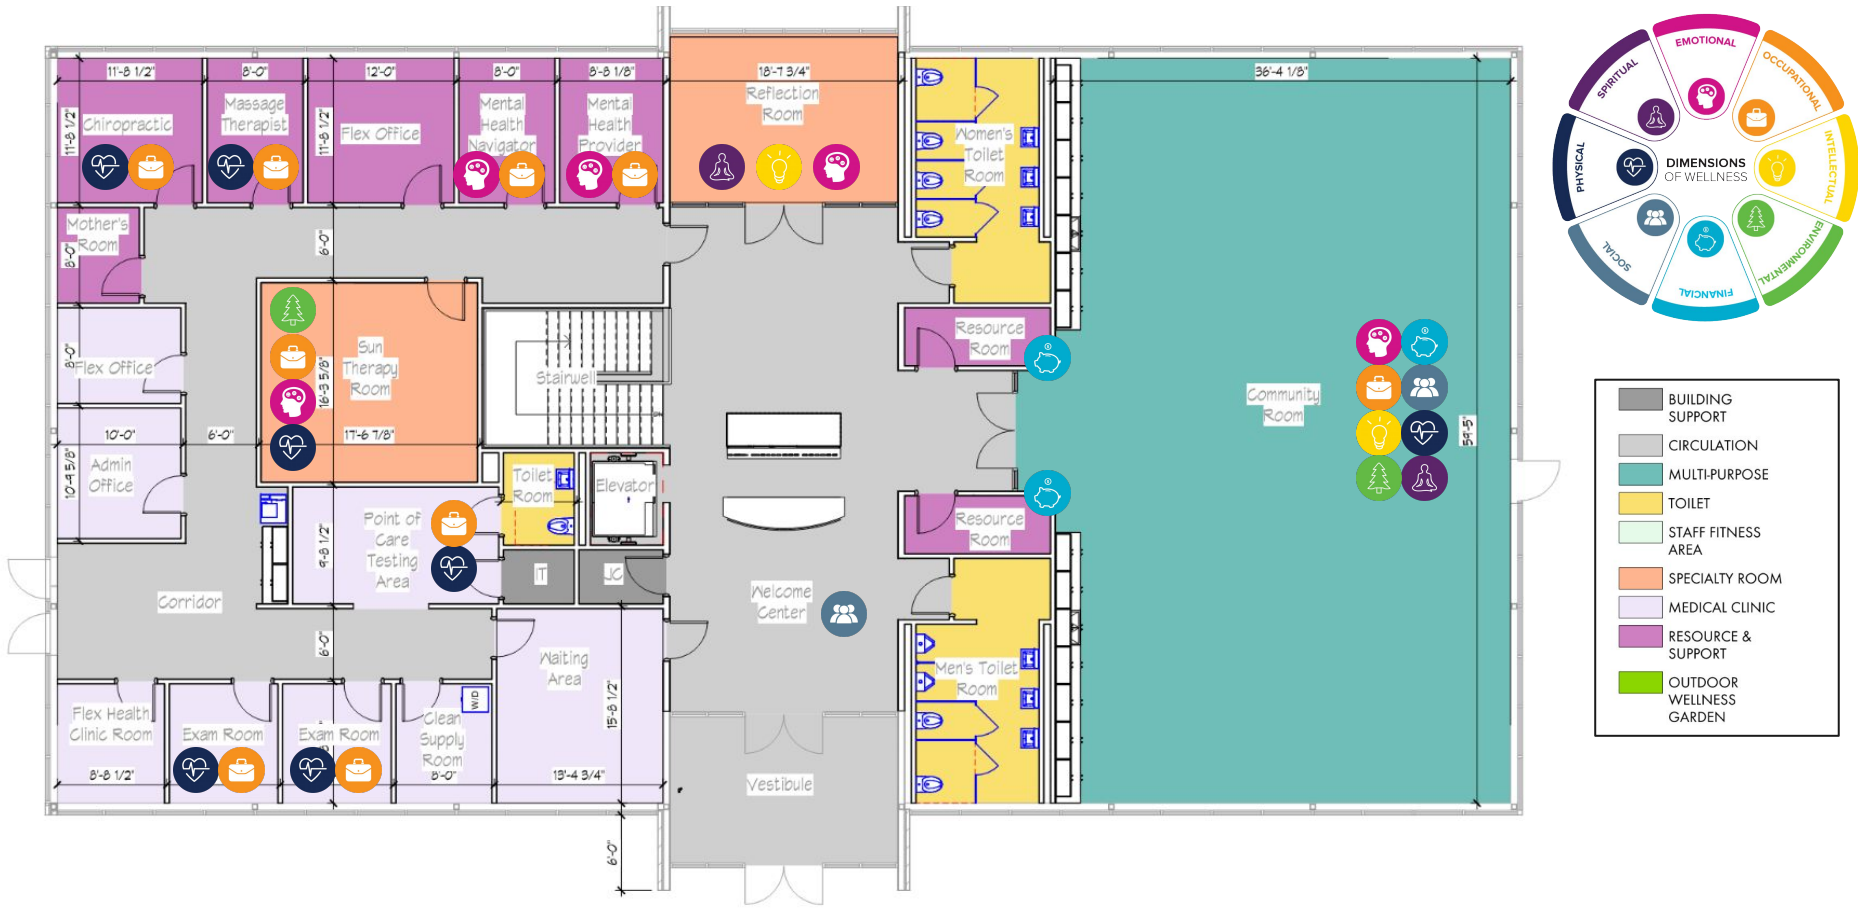 11'-8 1/2"
8'-0"
12'-0"
8'-0"
8'-8 1/8"
18'-7 3/4"
36'-4 1/8"
11'-8 1/2"
Chiropractic
Massage
Therapist
11'-8 1/2"
Flex Office
Mental
Health
Navigator
Mental
Health
Provider
Reflection
Room
Women's
Toilet
Room
Mother's
Room
8'-0"
6'-0"
Flex Office
8'-0"
Sun
Therapy
Room
16'-3 5/8"
17'-6 7/8"
Stairwell
Resource
Room
Community
Room
59'-5"
10'-0"
6'-0"
Admin
Office
10'-9 5/8"
Toilet
Room
Elevator
Point of
Care
Testing
Area
9'-8 1/2"
IT
JC
Resource
Room
Corridor
Welcome
Center
6'-0"
Waiting
Area
15'-8 1/2"
Men's Toilet
Room
Flex Health
Clinic Room
Exam Room
Exam Room
Clean
Supply
Room
W/D
8'-8 1/2"
8'-0"
13'-4 3/4"
Vestibule
6'-0"
EMOTIONAL
OCCUPATIONAL
INTELLECTUAL
ENVIRONMENTAL
FINANCIAL
SOCIAL
PHYSICAL
SPIRITUAL
DIMENSIONS
OF WELLNESS
BUILDING
SUPPORT
CIRCULATION
MULTI-PURPOSE
TOILET
STAFF FITNESS
AREA
SPECIALTY ROOM
MEDICAL CLINIC
RESOURCE &
SUPPORT
OUTDOOR
WELLNESS
GARDEN